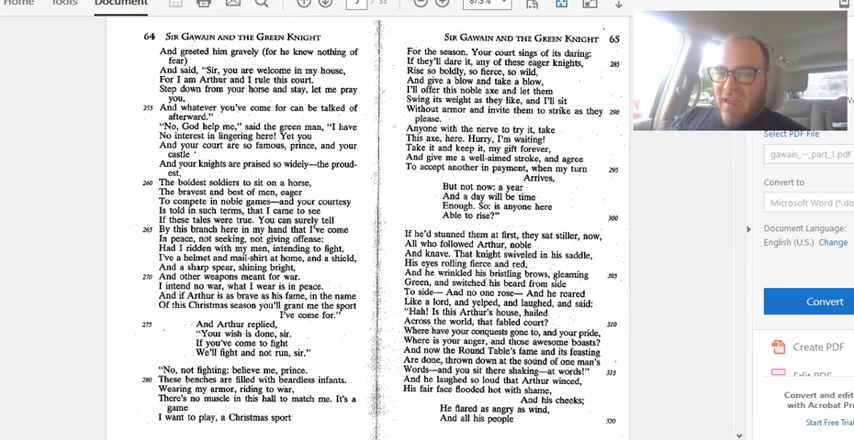 Home Tools Document
5 / 53
87.3%
64 SIR GAWAIN AND THE GREEN KNIGHT
And greeted him gravely (for he knew nothing of
fear)
And said, “Sir, you are welcome in my house,
For I am Arthur and I rule this court.
Step down from your horse and stay, let me pray
you,
255 And whatever you've come for can be talked of
afterward.”
“No, God help me,” said the green man, “I have
No interest in lingering here! Yet you
And your court are so famous, prince, and your
castle
And your knights are praised so widely—the proud-
est,
260 The boldest soldiers to sit on a horse,
The bravest and best of men, eager
To compete in noble games—and your courtesy
Is told in such terms, that I came to see
If these tales were true. You can surely tell
265 By this branch here in my hand that I've come
In peace, not seeking, not giving offense:
Had I ridden with my men, intending to fight,
I've a helmet and mail-shirt at home, and a shield,
And a sharp spear, shining bright,
270 And other weapons meant for war.
I intend no war, what I wear is in peace.
And if Arthur is as brave as his fame, in the name
Of this Christmas season you'll grant me the sport
I've come for.”
275 And Arthur replied,
“Your wish is done, sir.
If you've come to fight
We'll fight and not run, sir.”
“No, not fighting: believe me, prince.
280 These benches are filled with beardless infants.
Wearing my armor, riding to war,
There's no muscle in this hall to match me. It's a
game
I want to play, a Christmas sport
SIR GAWAIN AND THE GREEN KNIGHT 65
For the season. Your court sings of its daring:
If they'll dare it, any of these eager knights, 285
Rise so boldly, so fierce, so wild,
And give a blow and take a blow,
I'll offer this noble axe and let them
Swing its weight as they like, and I'll sit
Without armor and invite them to strike as they 290
please.
Anyone with the nerve to try it, take
This axe, here. Hurry, I'm waiting!
Take it and keep it, my gift forever,
And give me a well-aimed stroke, and agree
To accept another in payment, when my turn 295
Arrives,
But not now: a year
And a day will be time
Enough. So: is anyone here
Able to rise?” 300
If he'd stunned them at first, they sat stiller, now,
All who followed Arthur, noble
And knave. That knight swiveled in his saddle,
His eyes rolling fierce and red,
And he wrinkled his bristling brows, gleaming 305
Green, and switched his beard from side
To side— And no one rose— And he reared
Like a lord, and yelped, and laughed, and said:
“Hah! Is this Arthur's house, hailed
Across the world, that fabled court? 310
Where have your conquests gone to, and your pride,
Where is your anger, and those awesome boasts?
And now the Round Table's fame and its feasting
Are done, thrown down at the sound of one man's
Words—and you sit there shaking—at words!” 315
And he laughed so loud that Arthur winced,
His fair face flooded hot with shame,
And his cheeks;
He flared as angry as wind,
And all his people 320
Select PDF File
gawain_--_part_1.pdf
Convert to
Microsoft Word (*.do
Document Language:
English (U.S.) Change
Convert
Create PDF
Edit PDF
Convert and edit
with Acrobat Pr
Start Free Trial